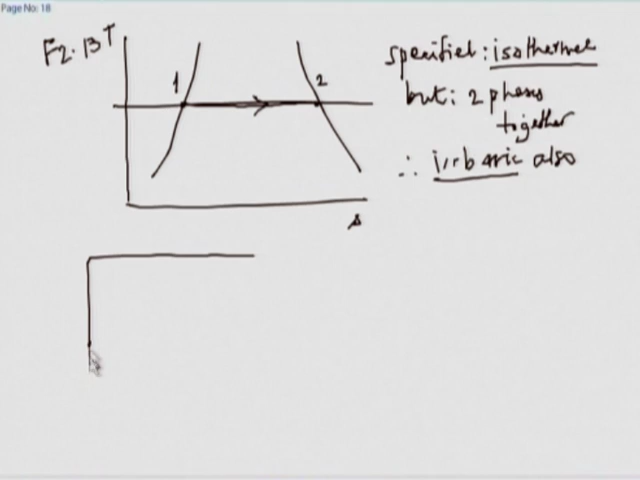 Page No: 18
F2.13 T
1
2
s
specified: isothermal
but: 2 phases
together
∴ isobaric also